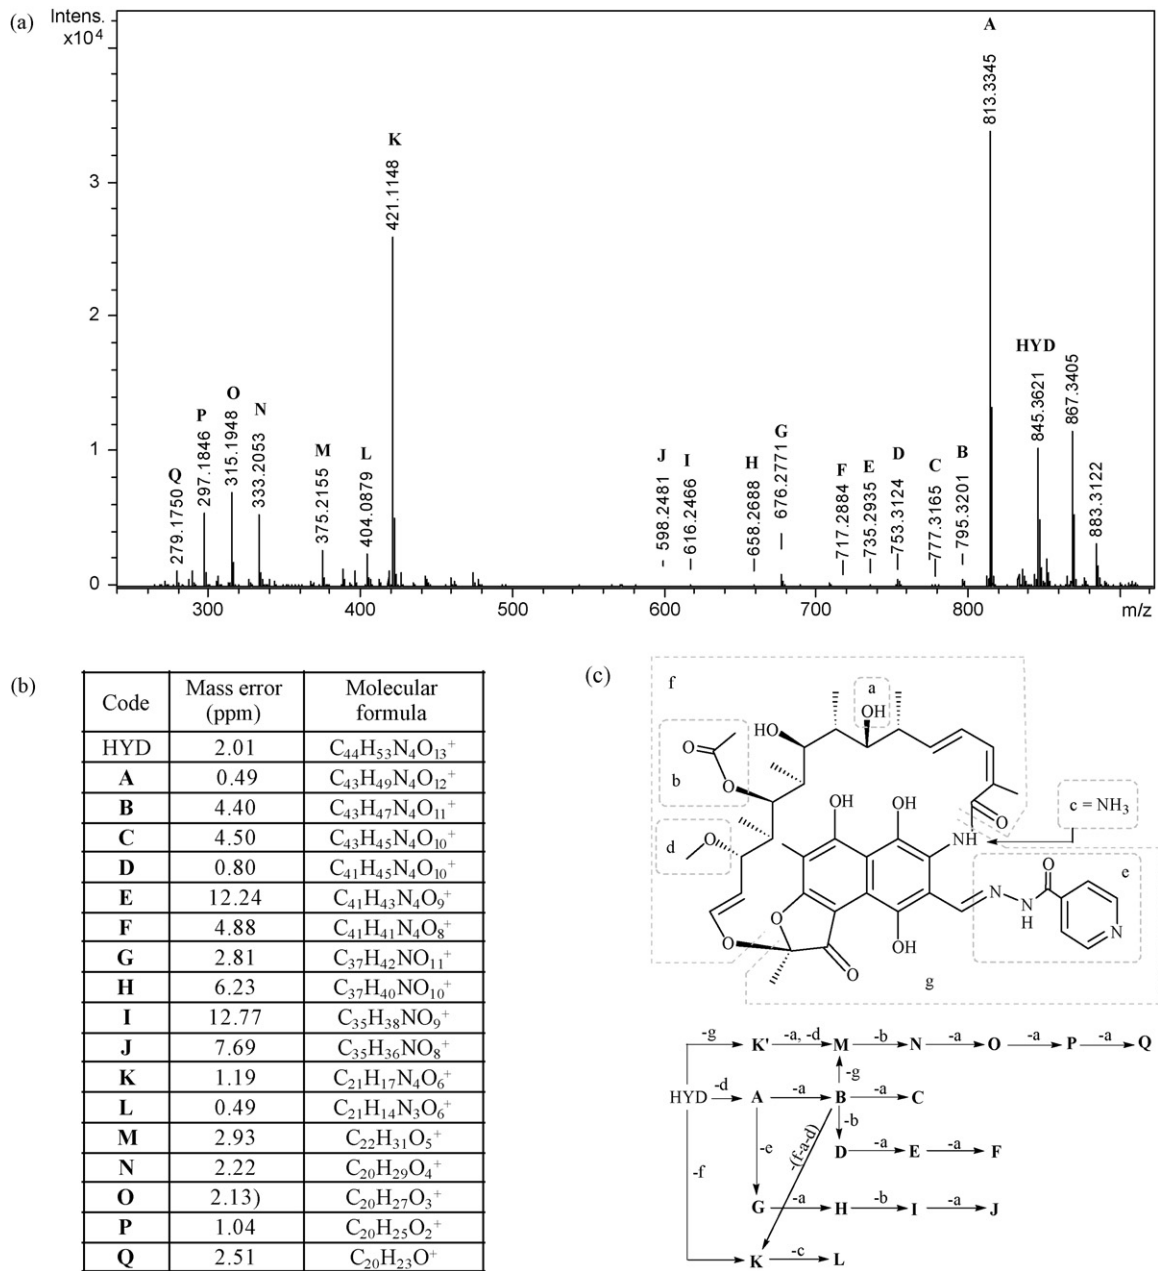 (a)
Intens.
x10⁴
3
2
1
0
300
400
500
600
700
800
m/z
Q
279.1750
P
297.1846
O
315.1948
N
333.2053
M
375.2155
L
404.0879
K
421.1148
J
598.2481
I
616.2466
H
658.2688
G
676.2771
F
717.2884
E
735.2935
D
753.3124
C
777.3165
B
795.3201
A
813.3345
HYD
845.3621
867.3405
883.3122
(b)
Code Mass error (ppm) Molecular formula
HYD 2.01 C₄₄H₅₃N₄O₁₃⁺
A 0.49 C₄₃H₄₉N₄O₁₂⁺
B 4.40 C₄₃H₄₇N₄O₁₁⁺
C 4.50 C₄₃H₄₅N₄O₁₀⁺
D 0.80 C₄₁H₄₅N₄O₁₀⁺
E 12.24 C₄₁H₄₃N₄O₉⁺
F 4.88 C₄₁H₄₁N₄O₈⁺
G 2.81 C₃₇H₄₂NO₁₁⁺
H 6.23 C₃₇H₄₀NO₁₀⁺
I 12.77 C₃₅H₃₈NO₉⁺
J 7.69 C₃₅H₃₆NO₈⁺
K 1.19 C₂₁H₁₇N₄O₆⁺
L 0.49 C₂₁H₁₄N₃O₆⁺
M 2.93 C₂₂H₃₁O₅⁺
N 2.22 C₂₀H₂₉O₄⁺
O 2.13) C₂₀H₂₇O₃⁺
P 1.04 C₂₀H₂₅O₂⁺
Q 2.51 C₂₀H₂₃O⁺
(c)
f
a
OH
HO
O
b
O
OH
OH
O
c = NH₃
d
O
NH
O
e
O
N
N
H
N
O
OH
O
g
-g
K'
-a, -d
M
-b
N
-a
O
-a
P
-a
Q
-g
HYD
-d
A
-a
B
-a
C
-b
-e
-(f-a-d)
D
-a
E
-a
F
-f
G
-a
H
-b
I
-a
J
K
-c
L